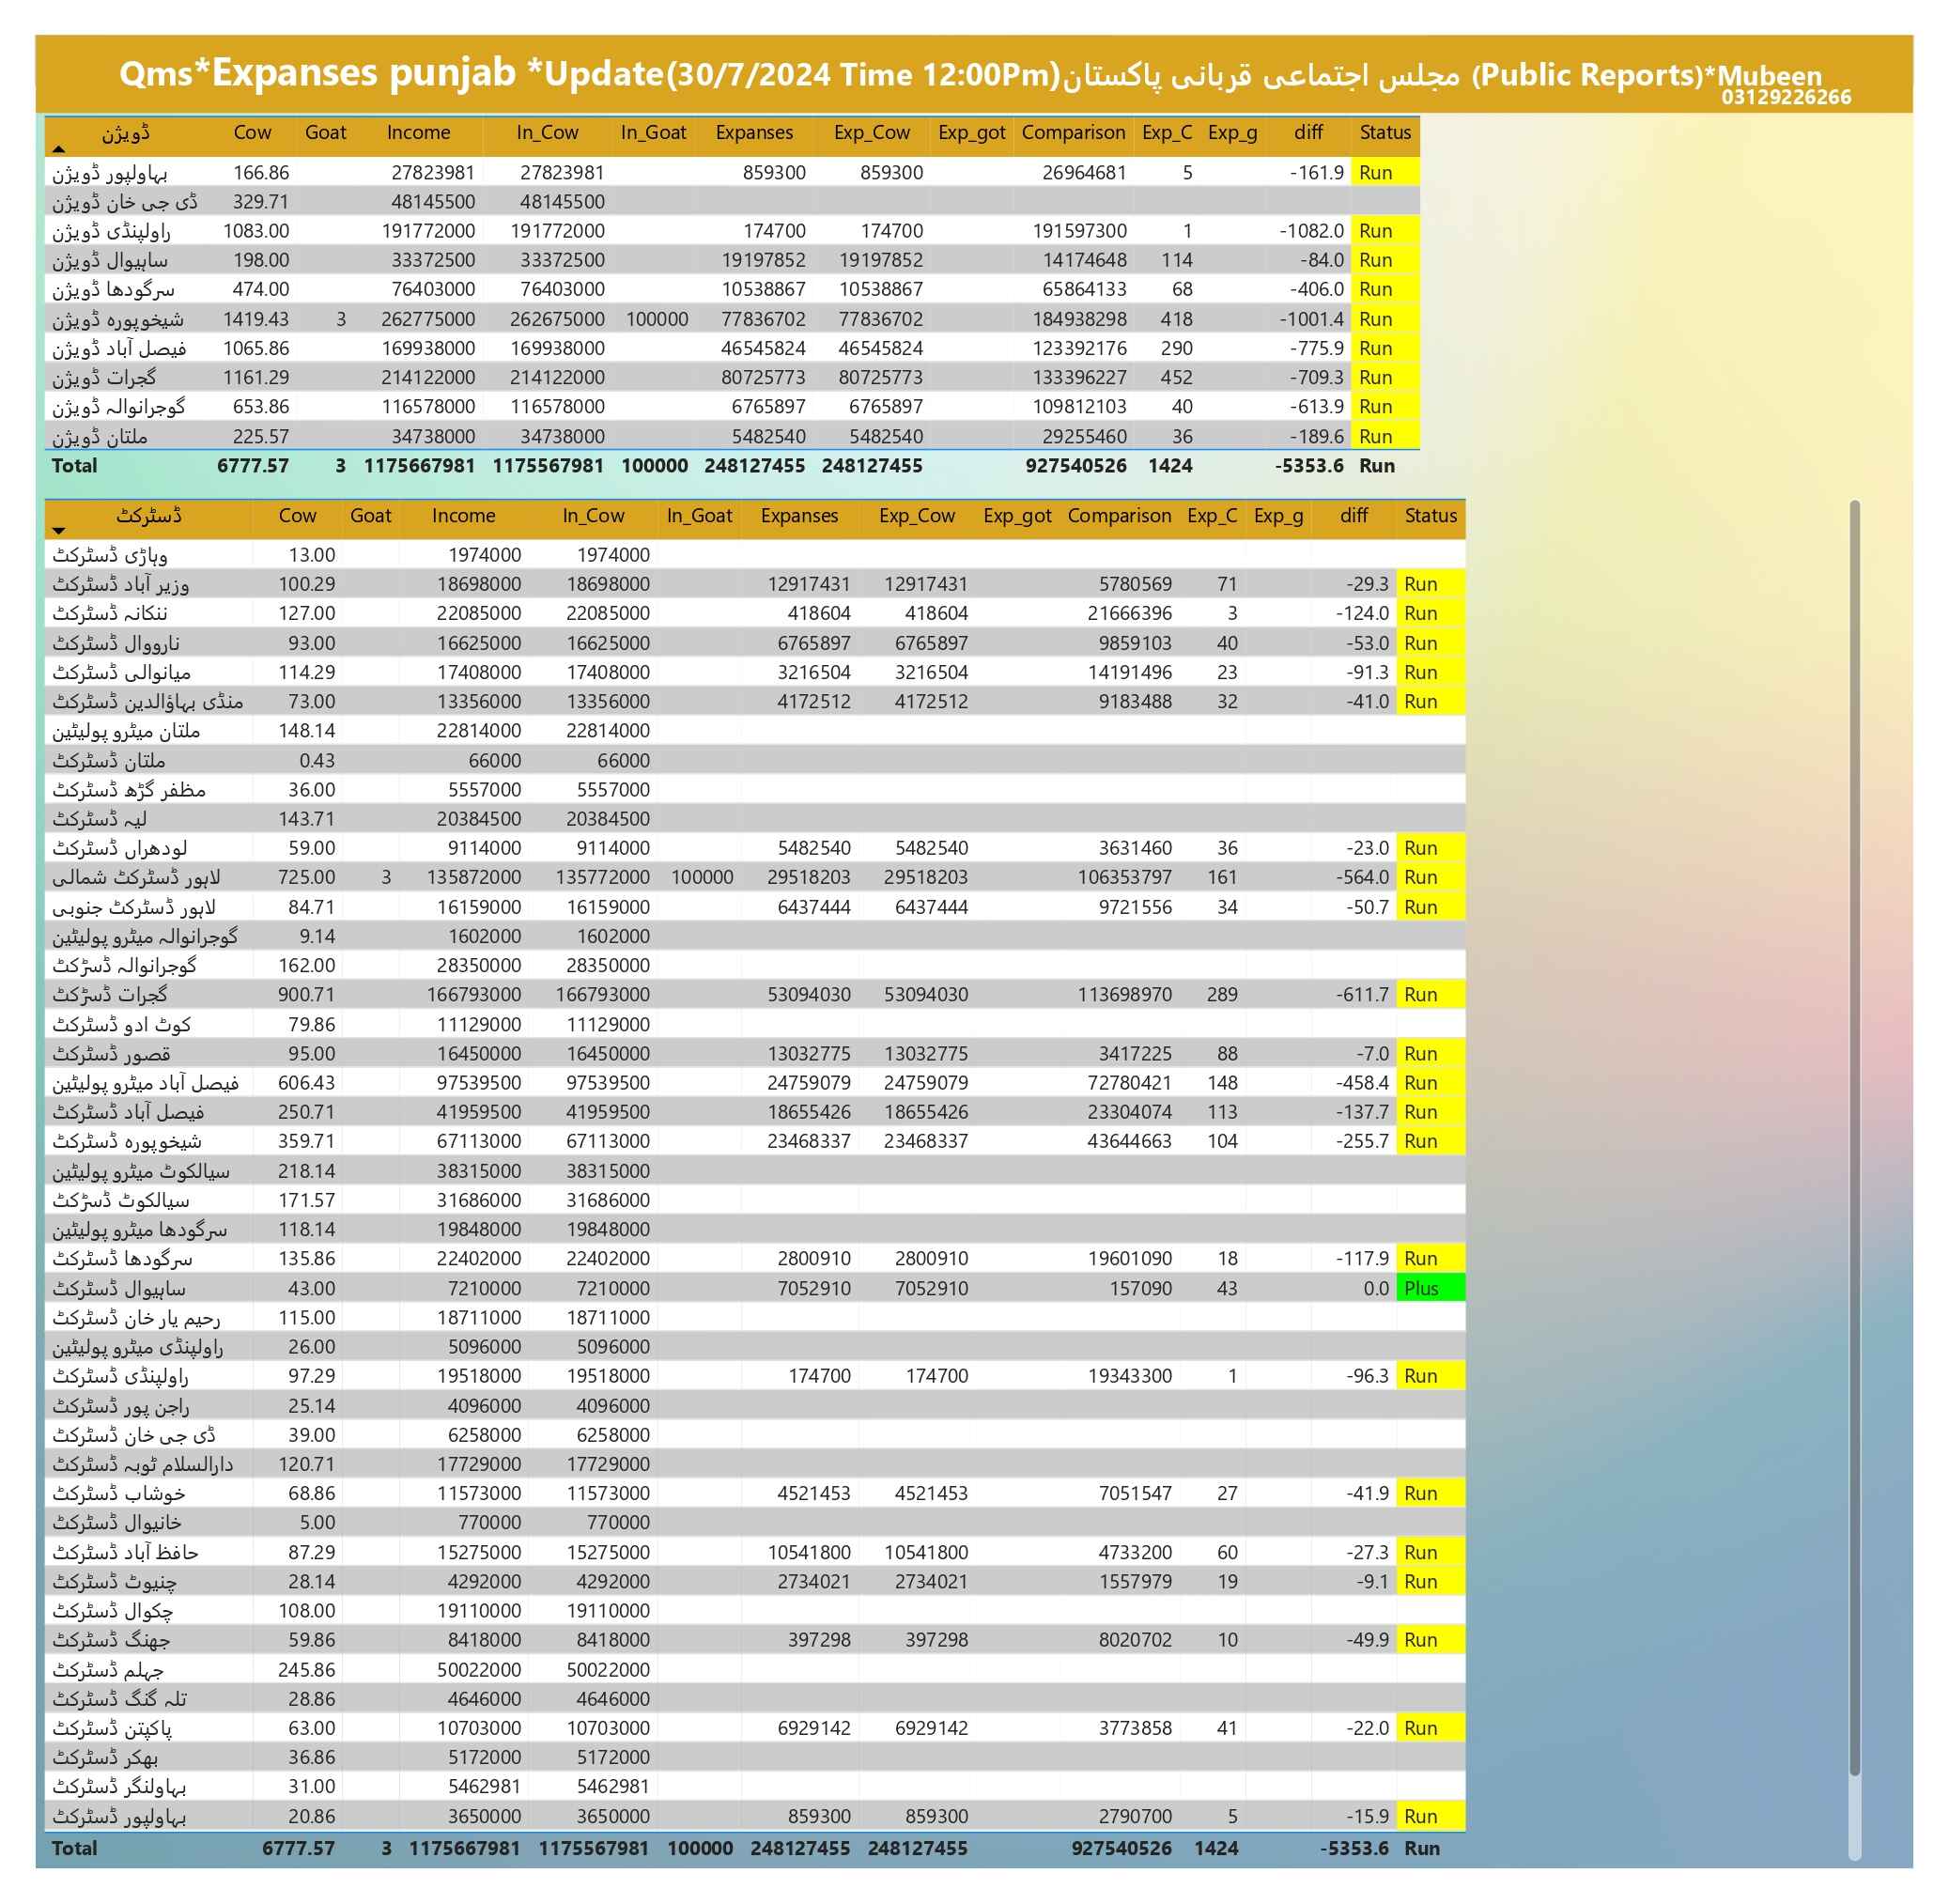 Qms*Expanses punjab *Update(30/7/2024 Time 12:00Pm)مجلس اجتماعی قربانی پاکستان (Public Reports)*Mubeen
03129226266
ڈویژن Cow Goat Income In_Cow In_Goat Expanses Exp_Cow Exp_got Comparison Exp_C Exp_g diff Status
بہاولپور ڈویژن 166.86 27823981 27823981 859300 859300 26964681 5 -161.9 Run
ڈی جی خان ڈویژن 329.71 48145500 48145500
راولپنڈی ڈویژن 1083.00 191772000 191772000 174700 174700 191597300 1 -1082.0 Run
ساہیوال ڈویژن 198.00 33372500 33372500 19197852 19197852 14174648 114 -84.0 Run
سرگودھا ڈویژن 474.00 76403000 76403000 10538867 10538867 65864133 68 -406.0 Run
شیخوپورہ ڈویژن 1419.43 3 262775000 262675000 100000 77836702 77836702 184938298 418 -1001.4 Run
فیصل آباد ڈویژن 1065.86 169938000 169938000 46545824 46545824 123392176 290 -775.9 Run
گجرات ڈویژن 1161.29 214122000 214122000 80725773 80725773 133396227 452 -709.3 Run
گوجرانوالہ ڈویژن 653.86 116578000 116578000 6765897 6765897 109812103 40 -613.9 Run
ملتان ڈویژن 225.57 34738000 34738000 5482540 5482540 29255460 36 -189.6 Run
Total 6777.57 3 1175667981 1175567981 100000 248127455 248127455 927540526 1424 -5353.6 Run
ڈسٹرکٹ Cow Goat Income In_Cow In_Goat Expanses Exp_Cow Exp_got Comparison Exp_C Exp_g diff Status
وہاڑی ڈسٹرکٹ 13.00 1974000 1974000
وزیر آباد ڈسٹرکٹ 100.29 18698000 18698000 12917431 12917431 5780569 71 -29.3 Run
ننکانہ ڈسٹرکٹ 127.00 22085000 22085000 418604 418604 21666396 3 -124.0 Run
نارووال ڈسٹرکٹ 93.00 16625000 16625000 6765897 6765897 9859103 40 -53.0 Run
میانوالی ڈسٹرکٹ 114.29 17408000 17408000 3216504 3216504 14191496 23 -91.3 Run
منڈی بہاؤالدین ڈسٹرکٹ 73.00 13356000 13356000 4172512 4172512 9183488 32 -41.0 Run
ملتان میٹرو پولیٹین 148.14 22814000 22814000
ملتان ڈسٹرکٹ 0.43 66000 66000
مظفر گڑھ ڈسٹرکٹ 36.00 5557000 5557000
لیہ ڈسٹرکٹ 143.71 20384500 20384500
لودھراں ڈسٹرکٹ 59.00 9114000 9114000 5482540 5482540 3631460 36 -23.0 Run
لاہور ڈسٹرکٹ شمالی 725.00 3 135872000 135772000 100000 29518203 29518203 106353797 161 -564.0 Run
لاہور ڈسٹرکٹ جنوبی 84.71 16159000 16159000 6437444 6437444 9721556 34 -50.7 Run
گوجرانوالہ میٹرو پولیٹین 9.14 1602000 1602000
گوجرانوالہ ڈسڑکٹ 162.00 28350000 28350000
گجرات ڈسڑکٹ 900.71 166793000 166793000 53094030 53094030 113698970 289 -611.7 Run
کوٹ ادو ڈسٹرکٹ 79.86 11129000 11129000
قصور ڈسٹرکٹ 95.00 16450000 16450000 13032775 13032775 3417225 88 -7.0 Run
فیصل آباد میٹرو پولیٹین 606.43 97539500 97539500 24759079 24759079 72780421 148 -458.4 Run
فیصل آباد ڈسٹرکٹ 250.71 41959500 41959500 18655426 18655426 23304074 113 -137.7 Run
شیخوپورہ ڈسٹرکٹ 359.71 67113000 67113000 23468337 23468337 43644663 104 -255.7 Run
سیالکوٹ میٹرو پولیٹین 218.14 38315000 38315000
سیالکوٹ ڈسڑکٹ 171.57 31686000 31686000
سرگودھا میٹرو پولیٹین 118.14 19848000 19848000
سرگودھا ڈسٹرکٹ 135.86 22402000 22402000 2800910 2800910 19601090 18 -117.9 Run
ساہیوال ڈسٹرکٹ 43.00 7210000 7210000 7052910 7052910 157090 43 0.0 Plus
رحیم یار خان ڈسٹرکٹ 115.00 18711000 18711000
راولپنڈی میٹرو پولیٹین 26.00 5096000 5096000
راولپنڈی ڈسٹرکٹ 97.29 19518000 19518000 174700 174700 19343300 1 -96.3 Run
راجن پور ڈسٹرکٹ 25.14 4096000 4096000
ڈی جی خان ڈسٹرکٹ 39.00 6258000 6258000
دارالسلام ٹوبہ ڈسٹرکٹ 120.71 17729000 17729000
خوشاب ڈسٹرکٹ 68.86 11573000 11573000 4521453 4521453 7051547 27 -41.9 Run
خانیوال ڈسٹرکٹ 5.00 770000 770000
حافظ آباد ڈسٹرکٹ 87.29 15275000 15275000 10541800 10541800 4733200 60 -27.3 Run
چنیوٹ ڈسٹرکٹ 28.14 4292000 4292000 2734021 2734021 1557979 19 -9.1 Run
چکوال ڈسٹرکٹ 108.00 19110000 19110000
جھنگ ڈسٹرکٹ 59.86 8418000 8418000 397298 397298 8020702 10 -49.9 Run
جہلم ڈسٹرکٹ 245.86 50022000 50022000
تلہ گنگ ڈسٹرکٹ 28.86 4646000 4646000
پاکپتن ڈسٹرکٹ 63.00 10703000 10703000 6929142 6929142 3773858 41 -22.0 Run
بھکر ڈسٹرکٹ 36.86 5172000 5172000
بہاولنگر ڈسٹرکٹ 31.00 5462981 5462981
بہاولپور ڈسٹرکٹ 20.86 3650000 3650000 859300 859300 2790700 5 -15.9 Run
Total 6777.57 3 1175667981 1175567981 100000 248127455 248127455 927540526 1424 -5353.6 Run